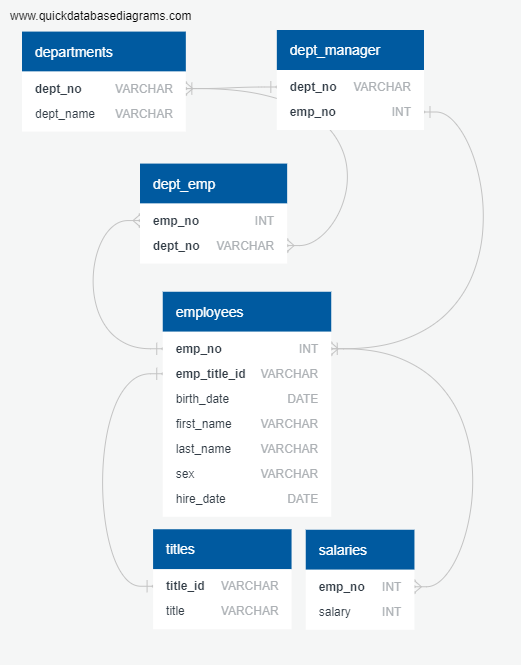 www.quickdatabasediagrams.com
departments
dept_no VARCHAR
dept_name VARCHAR
dept_manager
dept_no VARCHAR
emp_no INT
dept_emp
emp_no INT
dept_no VARCHAR
employees
emp_no INT
emp_title_id VARCHAR
birth_date DATE
first_name VARCHAR
last_name VARCHAR
sex VARCHAR
hire_date DATE
titles
title_id VARCHAR
title VARCHAR
salaries
emp_no INT
salary INT